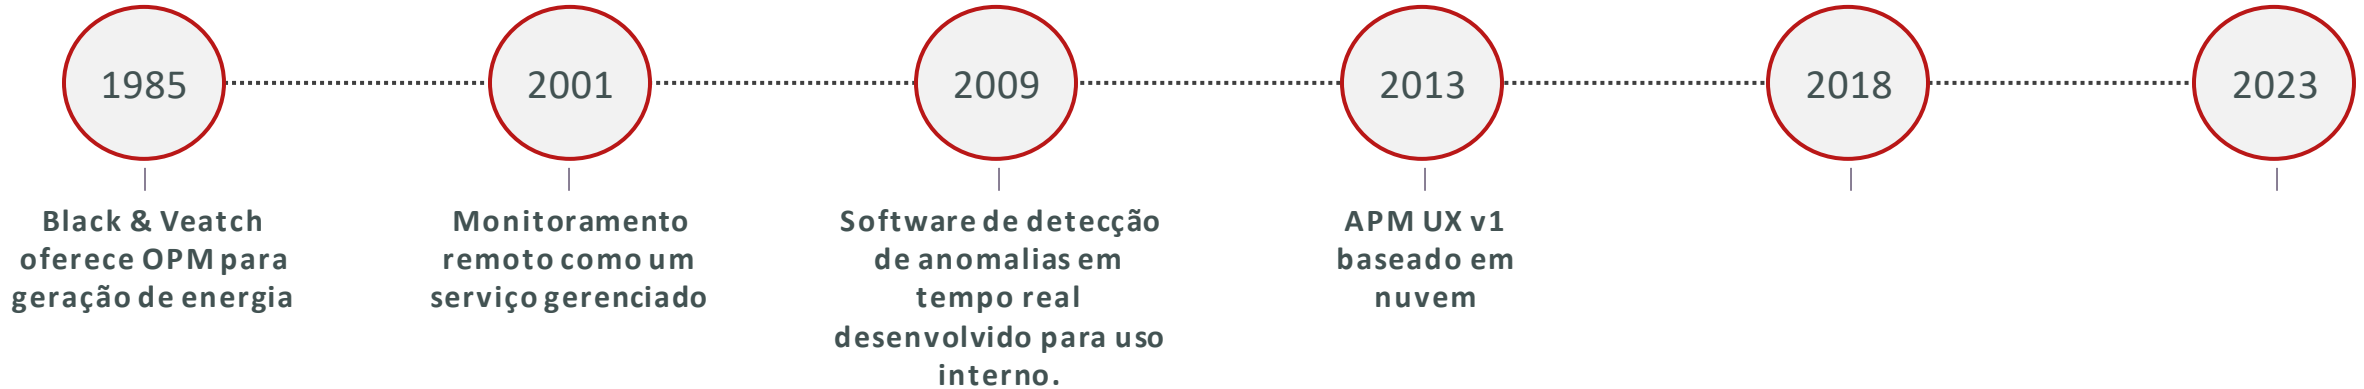 1985
2001
2009
2013
2018
2023
Black & Veatch
oferece OPM para
geração de energia
Monitoramento
remoto como um
serviço gerenciado
Software de detecção
de anomalias em
tempo real
desenvolvido para uso
interno.
APM UX v1
baseado em
nuvem